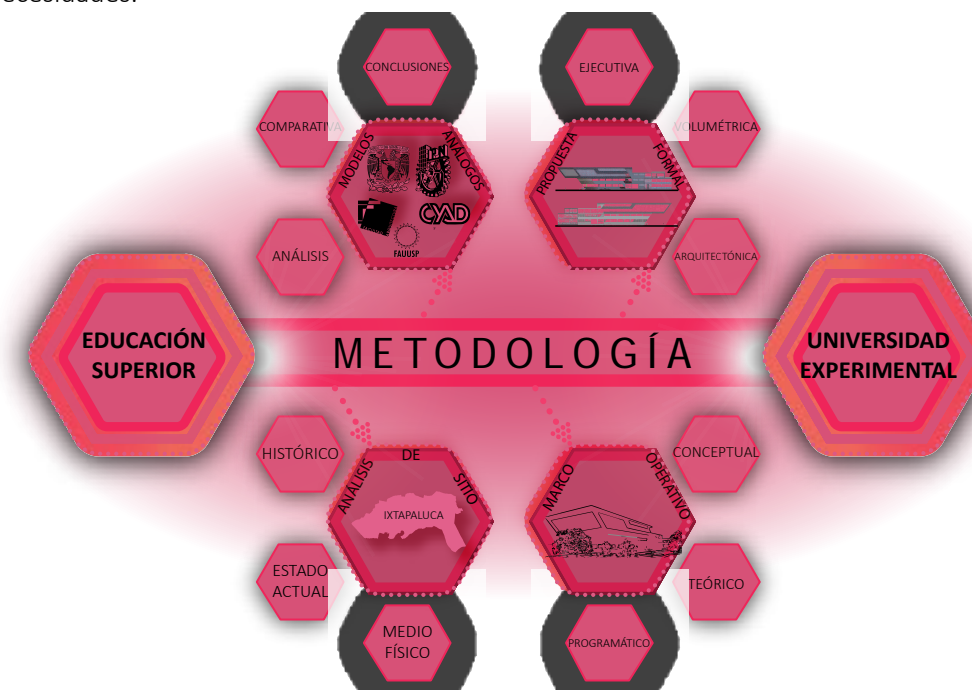 CONCLUSIONES
EJECUTIVA
COMPARATIVA
MODELOS ANÁLOGOS
PROPUESTA FORMAL
VOLUMÉTRICA
CYAD
FAUUSP
ANÁLISIS
ARQUITECTÓNICA
EDUCACIÓN
SUPERIOR
METODOLOGÍA
UNIVERSIDAD
EXPERIMENTAL
HISTÓRICO
ANÁLISIS DE SITIO
IXTAPALUCA
MARCO OPERATIVO
CONCEPTUAL
ESTADO
ACTUAL
TEÓRICO
MEDIO
FÍSICO
PROGRAMÁTICO